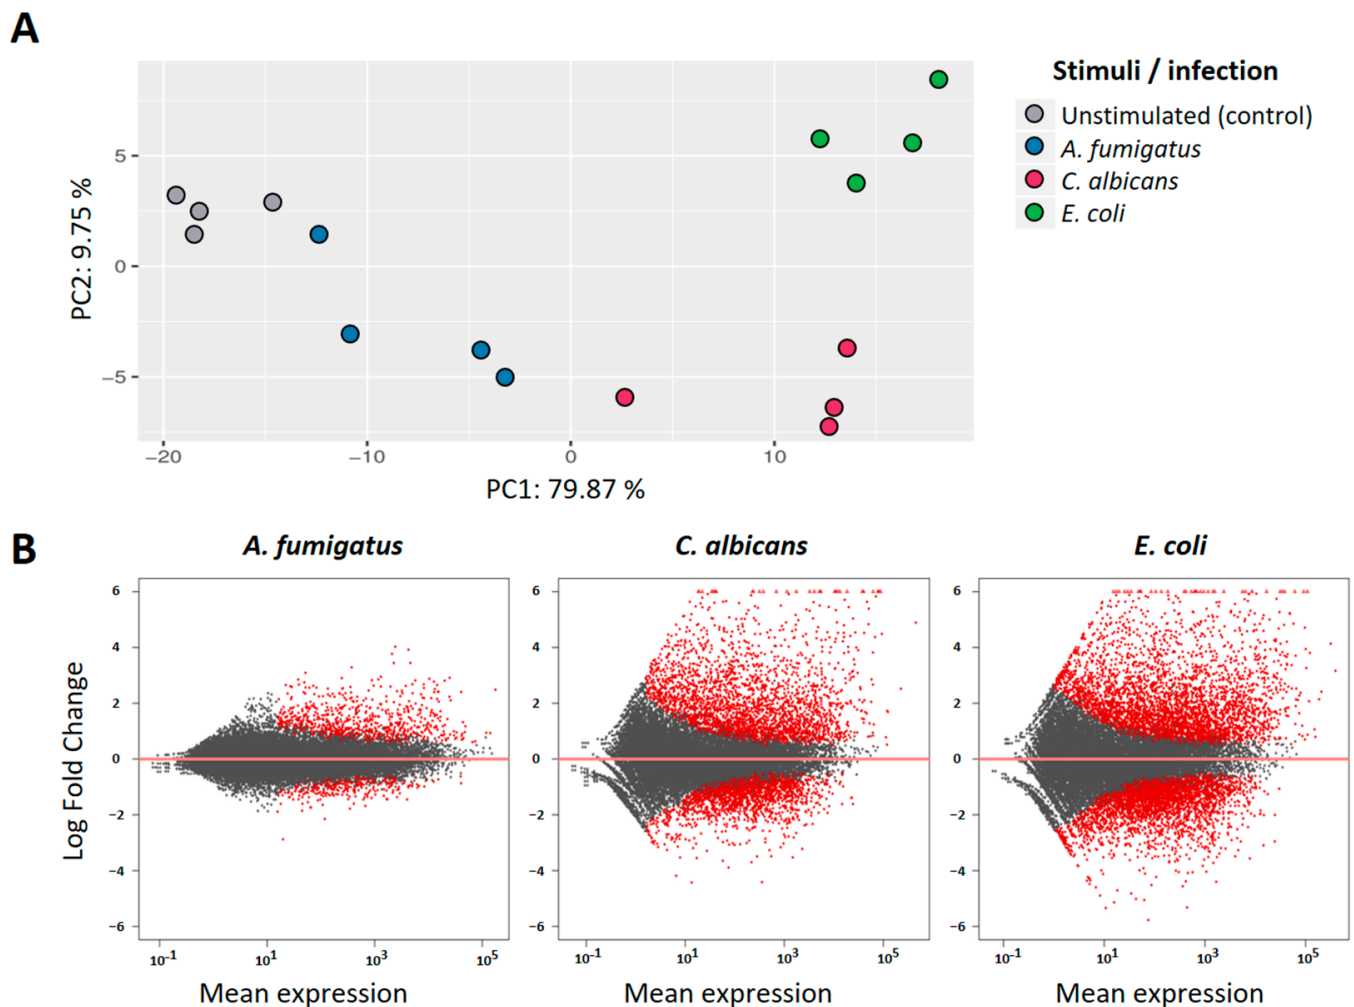 A
Stimuli / infection
Unstimulated (control)
A. fumigatus
C. albicans
E. coli
PC2: 9.75 %
5
0
−5
−20 −10 0 10
PC1: 79.87 %
B
A. fumigatus C. albicans E. coli
Log Fold Change
6 6 6
4 4 4
2 2 2
0 0 0
−2 −2 −2
−4 −4 −4
−6 −6 −6
10⁻¹ 10¹ 10³ 10⁵ 10⁻¹ 10¹ 10³ 10⁵ 10⁻¹ 10¹ 10³ 10⁵
Mean expression Mean expression Mean expression